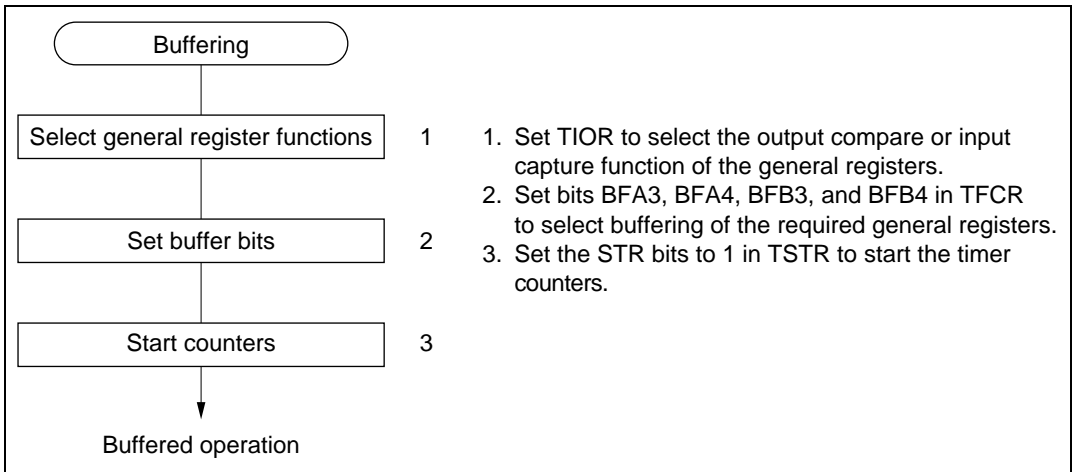 Buffering
Select general register functions 1
Set buffer bits 2
Start counters 3
Buffered operation
1. Set TIOR to select the output compare or input
capture function of the general registers.
2. Set bits BFA3, BFA4, BFB3, and BFB4 in TFCR
to select buffering of the required general registers.
3. Set the STR bits to 1 in TSTR to start the timer
counters.